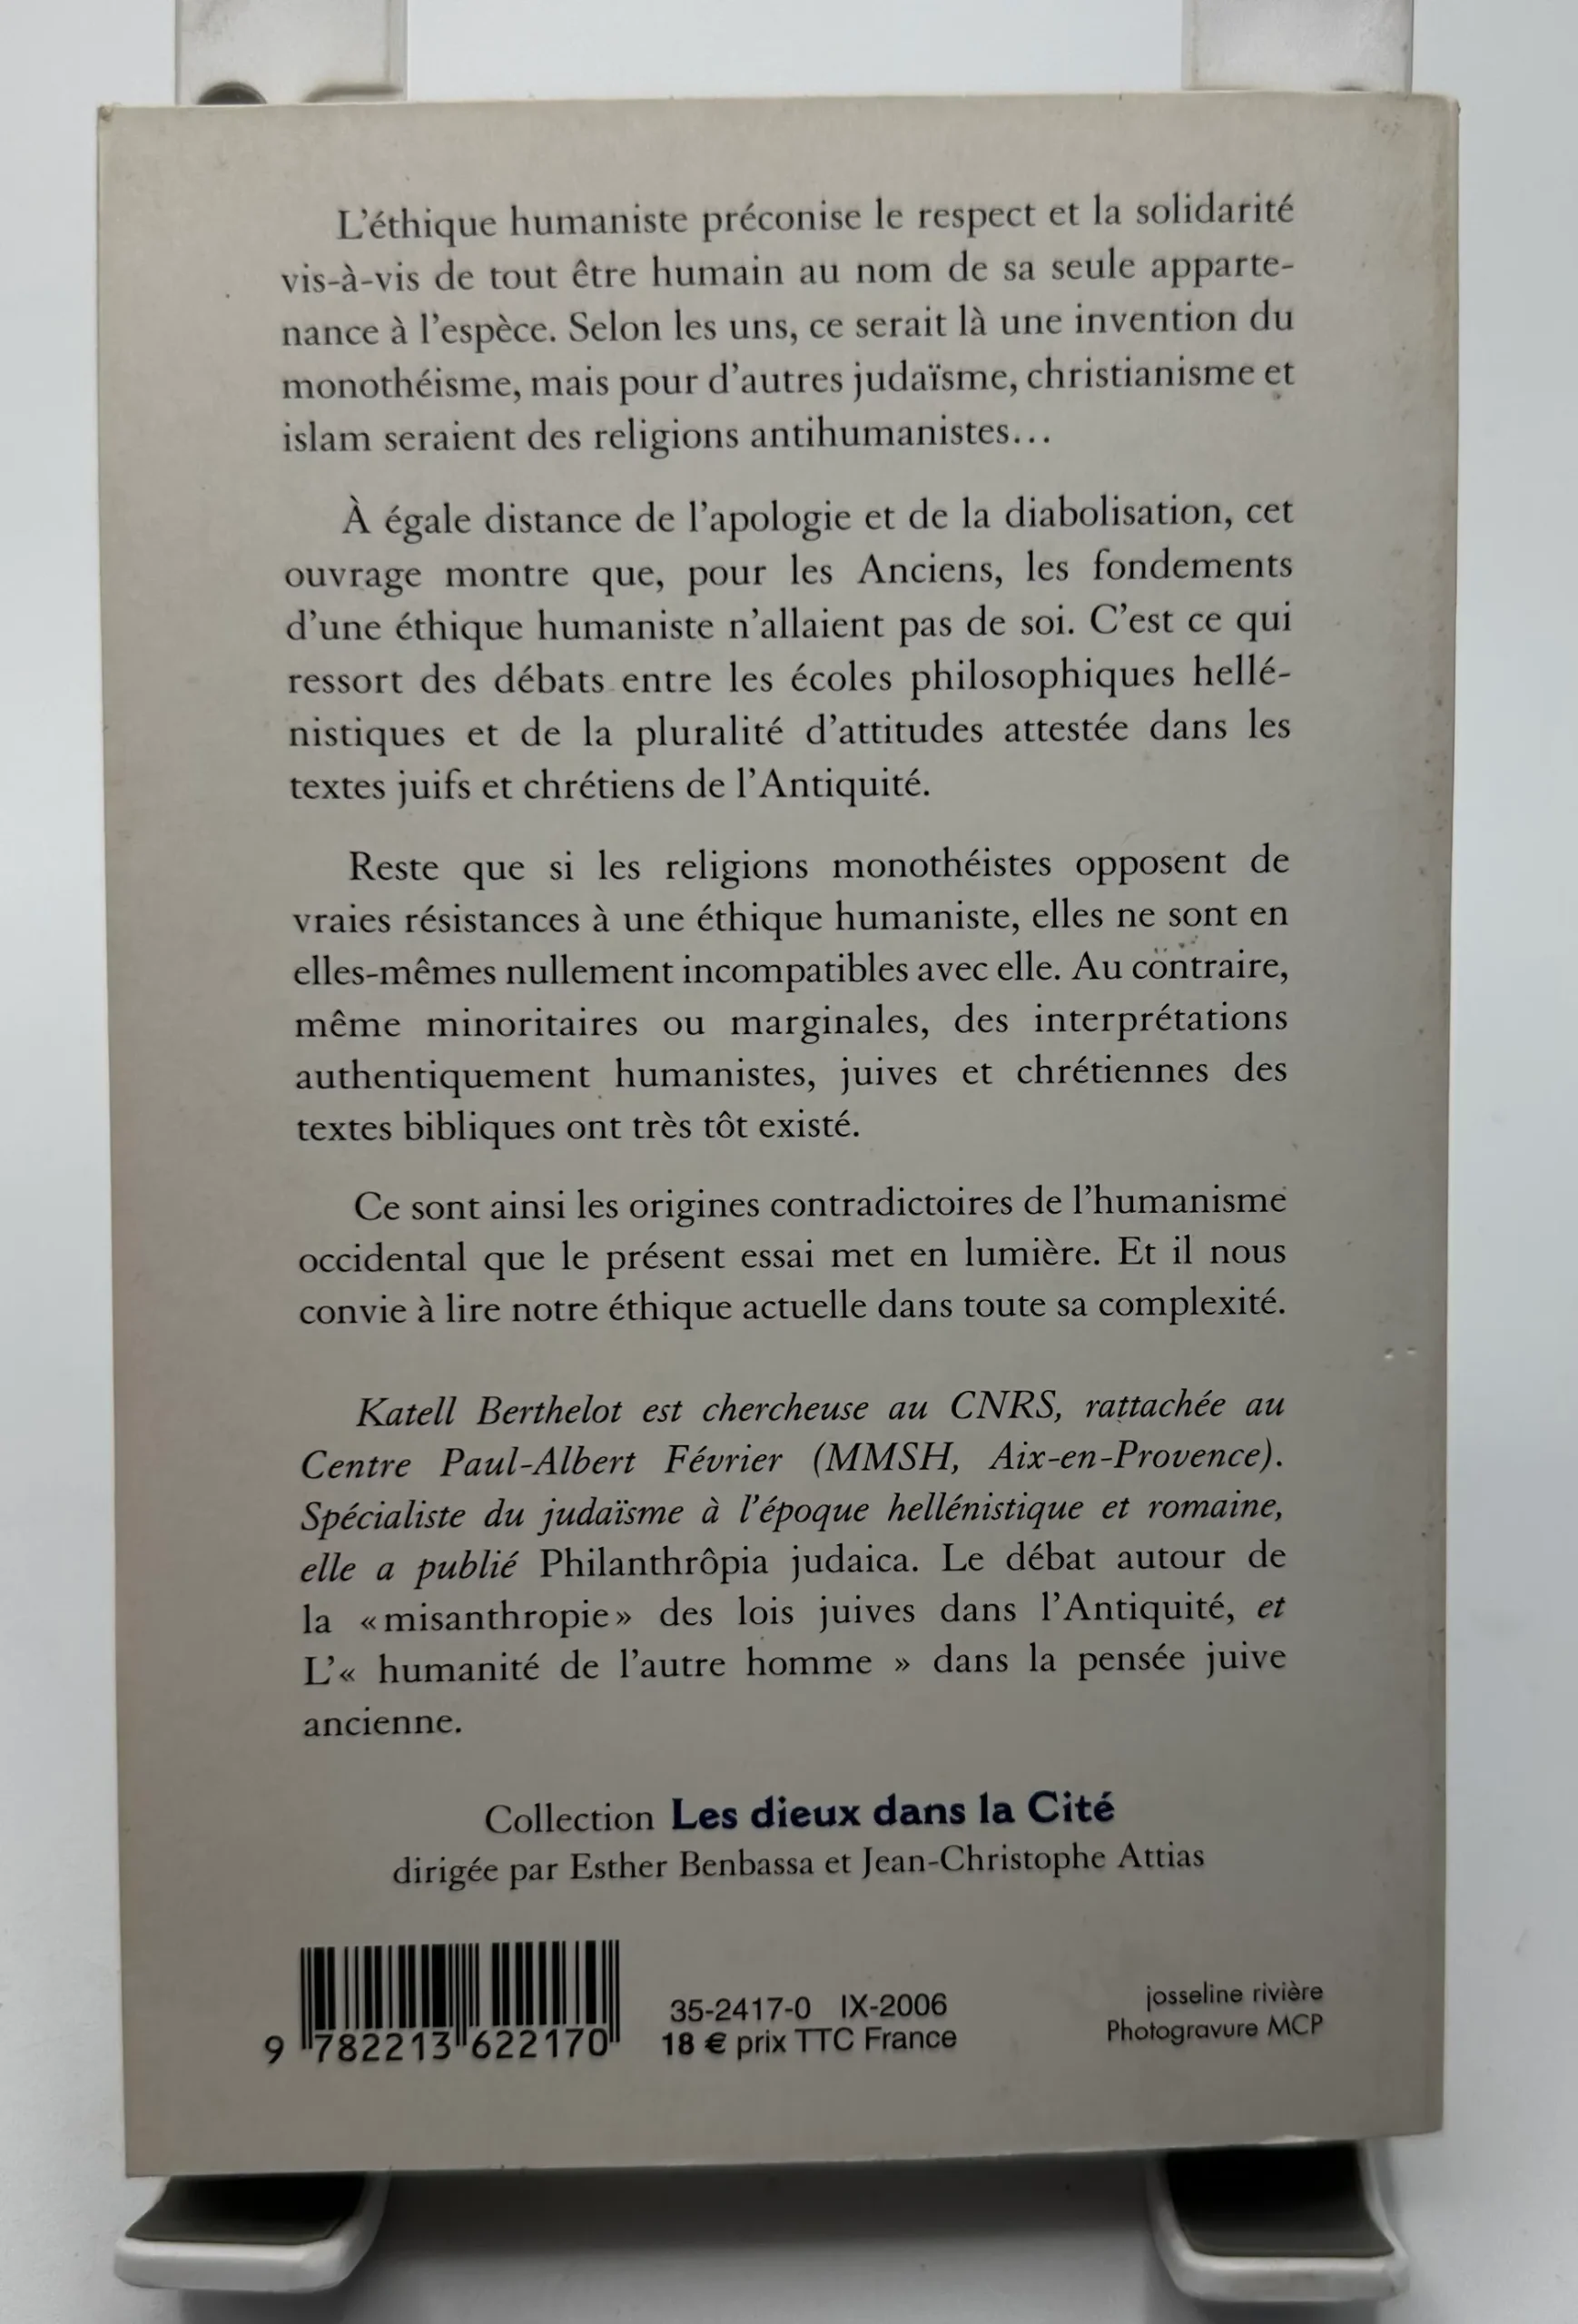 L'éthique humaniste préconise le respect et la solidarité
vis-à-vis de tout être humain au nom de sa seule apparte-
nance à l'espèce. Selon les uns, ce serait là une invention du
monothéisme, mais pour d'autres judaïsme, christianisme et
islam seraient des religions antihumanistes...
À égale distance de l'apologie et de la diabolisation, cet
ouvrage montre que, pour les Anciens, les fondements
d'une éthique humaniste n'allaient pas de soi. C'est ce qui
ressort des débats entre les écoles philosophiques hellé-
nistiques et de la pluralité d'attitudes attestée dans les
textes juifs et chrétiens de l'Antiquité.
Reste que si les religions monothéistes opposent de
vraies résistances à une éthique humaniste, elles ne sont en
elles-mêmes nullement incompatibles avec elle. Au contraire,
même minoritaires ou marginales, des interprétations
authentiquement humanistes, juives et chrétiennes des
textes bibliques ont très tôt existé.
Ce sont ainsi les origines contradictoires de l'humanisme
occidental que le présent essai met en lumière. Et il nous
convie à lire notre éthique actuelle dans toute sa complexité.
Katell Berthelot est chercheuse au CNRS, rattachée au
Centre Paul-Albert Février (MMSH, Aix-en-Provence).
Spécialiste du judaïsme à l'époque hellénistique et romaine,
elle a publié Philanthrôpia judaica. Le débat autour de
la «misanthropie» des lois juives dans l'Antiquité, et
L'« humanité de l'autre homme » dans la pensée juive
ancienne.
Collection Les dieux dans la Cité
dirigée par Esther Benbassa et Jean-Christophe Attias
9 782213 622170
35-2417-0 IX-2006
18 € prix TTC France
josseline rivière
Photogravure MCP